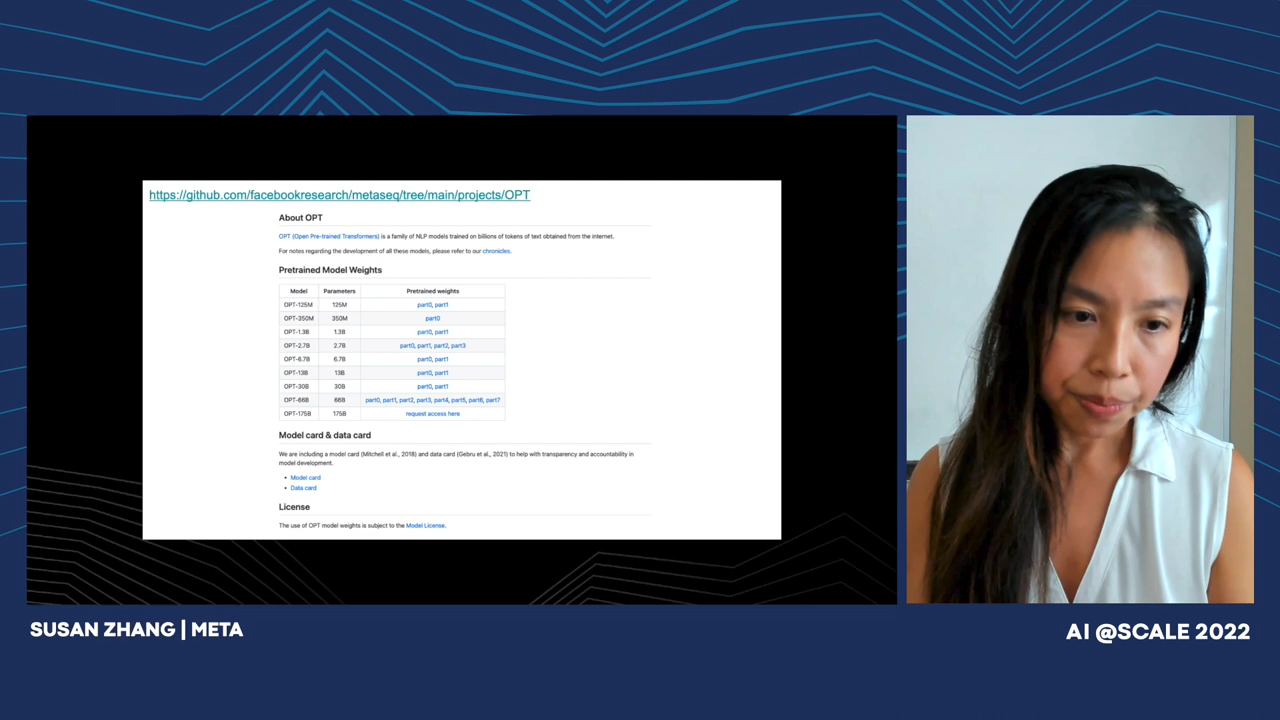 https://github.com/facebookresearch/metaseq/tree/main/projects/OPT
About OPT
OPT (Open Pre-trained Transformers) is a family of NLP models trained on billions of tokens of text obtained from the internet.
For notes regarding the development of all these models, please refer to our chronicles.
Pretrained Model Weights
Model Parameters Pretrained weights
OPT-125M 125M part0, part1
OPT-350M 350M part0
OPT-1.3B 1.3B part0, part1
OPT-2.7B 2.7B part0, part1, part2, part3
OPT-6.7B 6.7B part0, part1
OPT-13B 13B part0, part1
OPT-30B 30B part0, part1
OPT-66B 66B part0, part1, part2, part3, part4, part5, part6, part7
OPT-175B 175B request access here
Model card & data card
We are including a model card (Mitchell et al., 2018) and data card (Gebru et al., 2021) to help with transparency and accountability in
model development.
• Model card
• Data card
License
The use of OPT model weights is subject to the Model License.
SUSAN ZHANG | META
AI @SCALE 2022